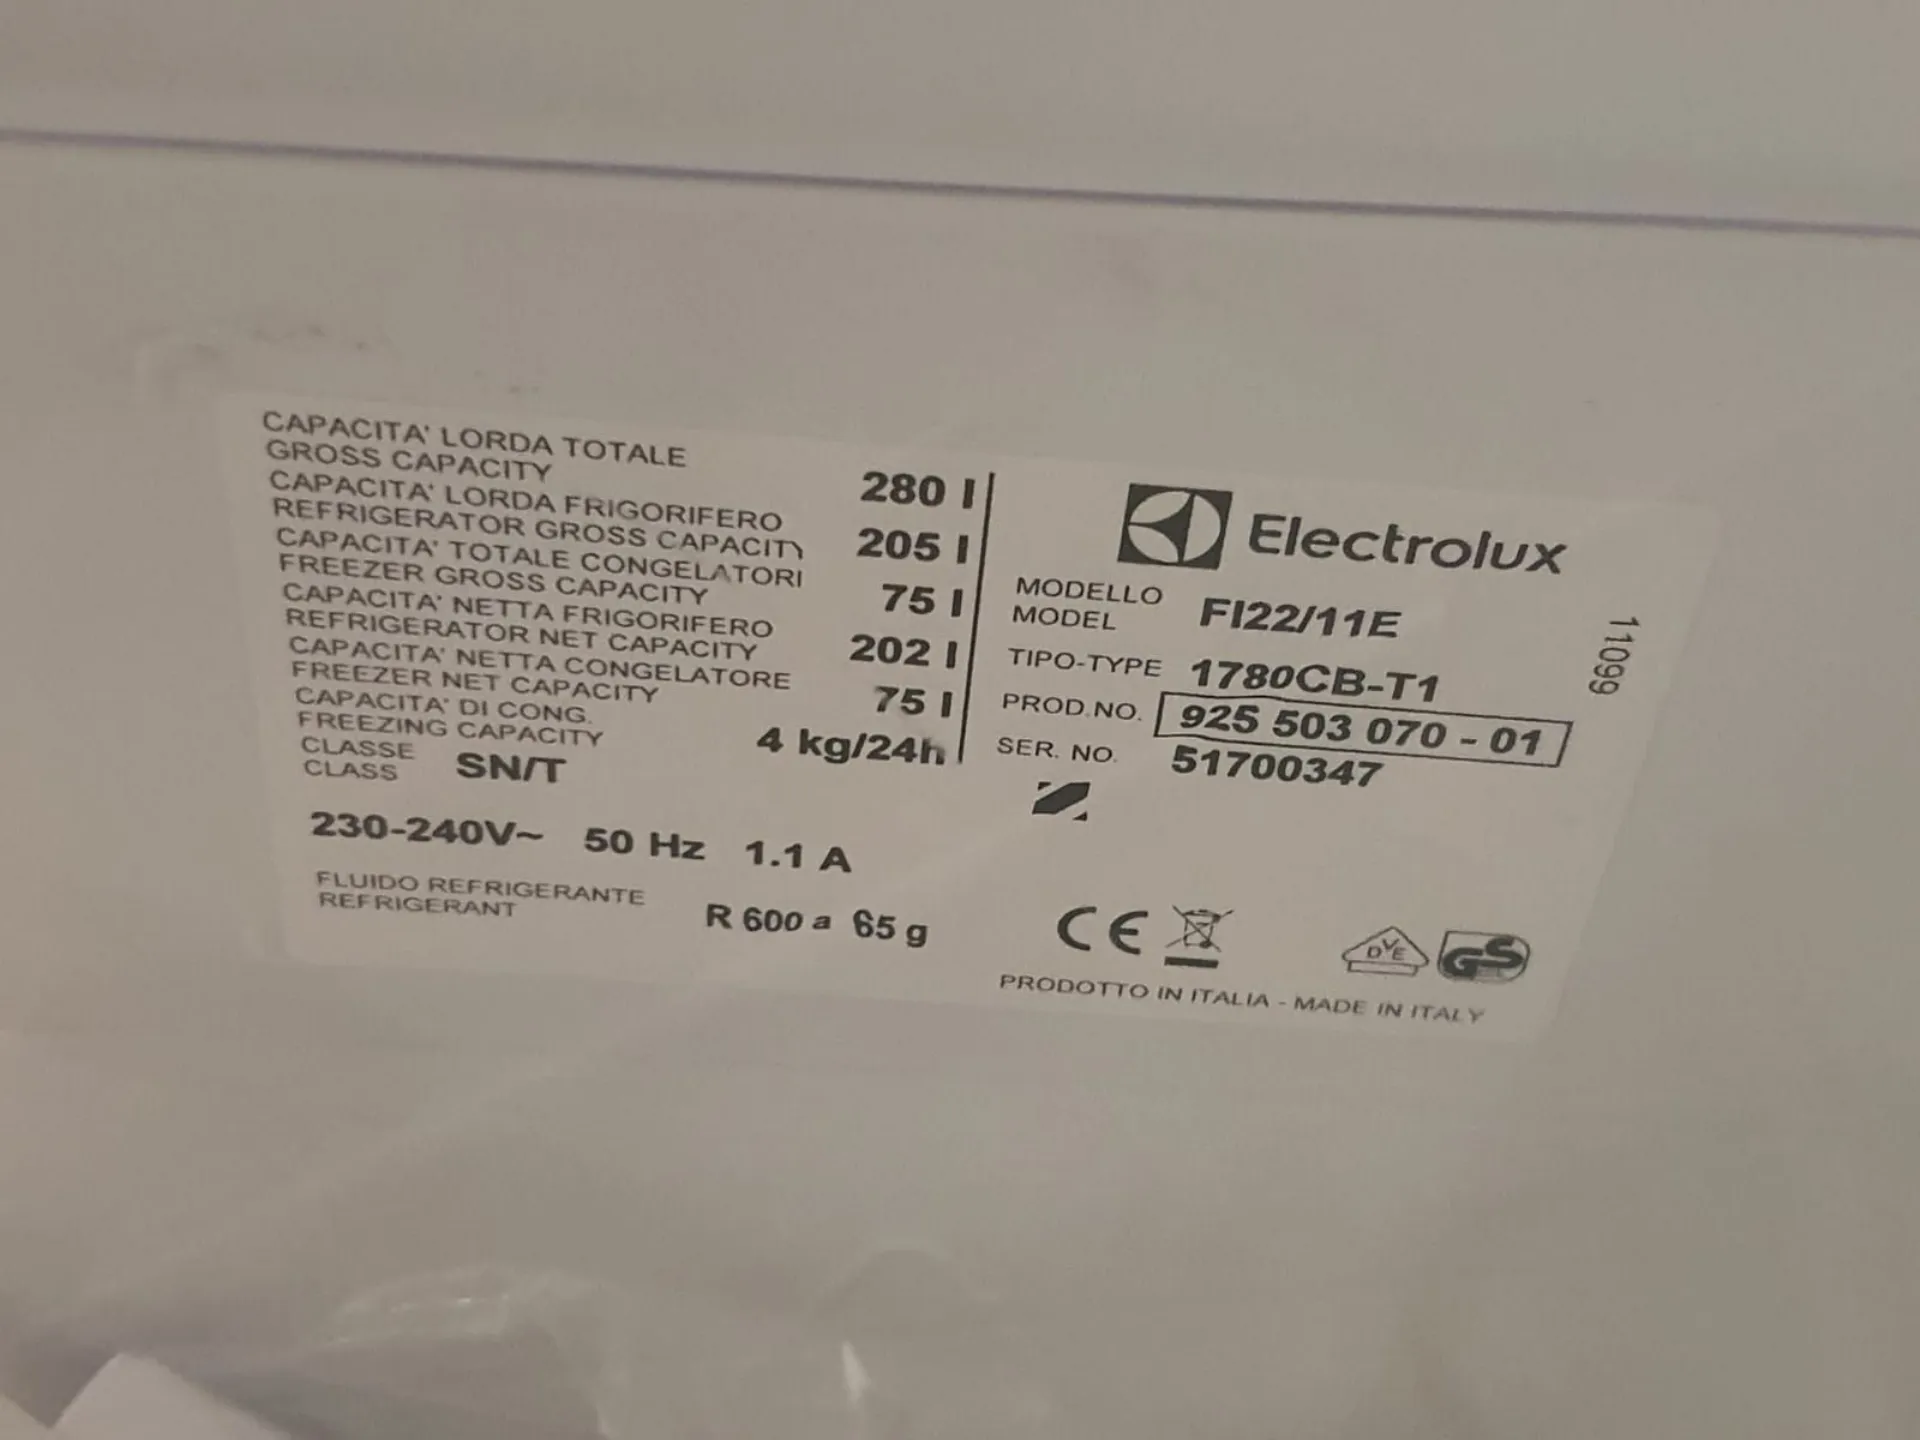 CAPACITA' LORDA TOTALE
GROSS CAPACITY 280 l
CAPACITA' LORDA FRIGORIFERO
REFRIGERATOR GROSS CAPACITY 205 l
CAPACITA' TOTALE CONGELATORI
FREEZER GROSS CAPACITY 75 l
CAPACITA' NETTA FRIGORIFERO
REFRIGERATOR NET CAPACITY 202 l
CAPACITA' NETTA CONGELATORE
FREEZER NET CAPACITY 75 l
CAPACITA' DI CONG.
FREEZING CAPACITY 4 kg/24h
CLASSE
CLASS SN/T
230-240V~ 50 Hz 1.1 A
FLUIDO REFRIGERANTE
REFRIGERANT R 600 a 65 g
Electrolux
MODELLO
MODEL FI22/11E
TIPO-TYPE 1780CB-T1
PROD.NO. 925 503 070 - 01
SER. NO. 51700347
11099
CE
DVE
GS
PRODOTTO IN ITALIA - MADE IN ITALY